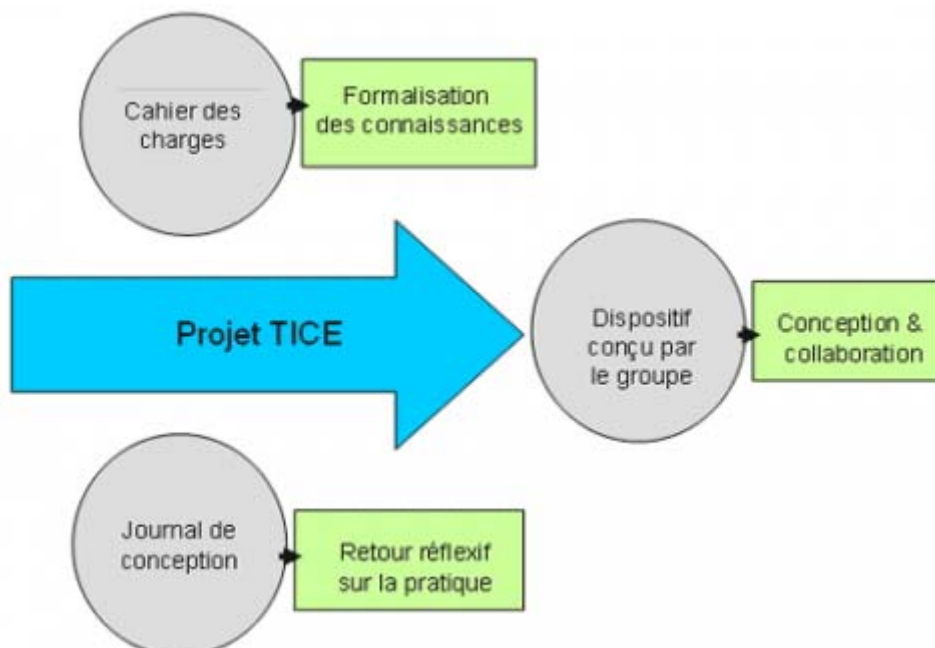 Cahier des
charges
Formalisation
des connaissances
Projet TICE
Dispositif
conçu par
le groupe
Conception &
collaboration
Journal de
conception
Retour réflexif
sur la pratique